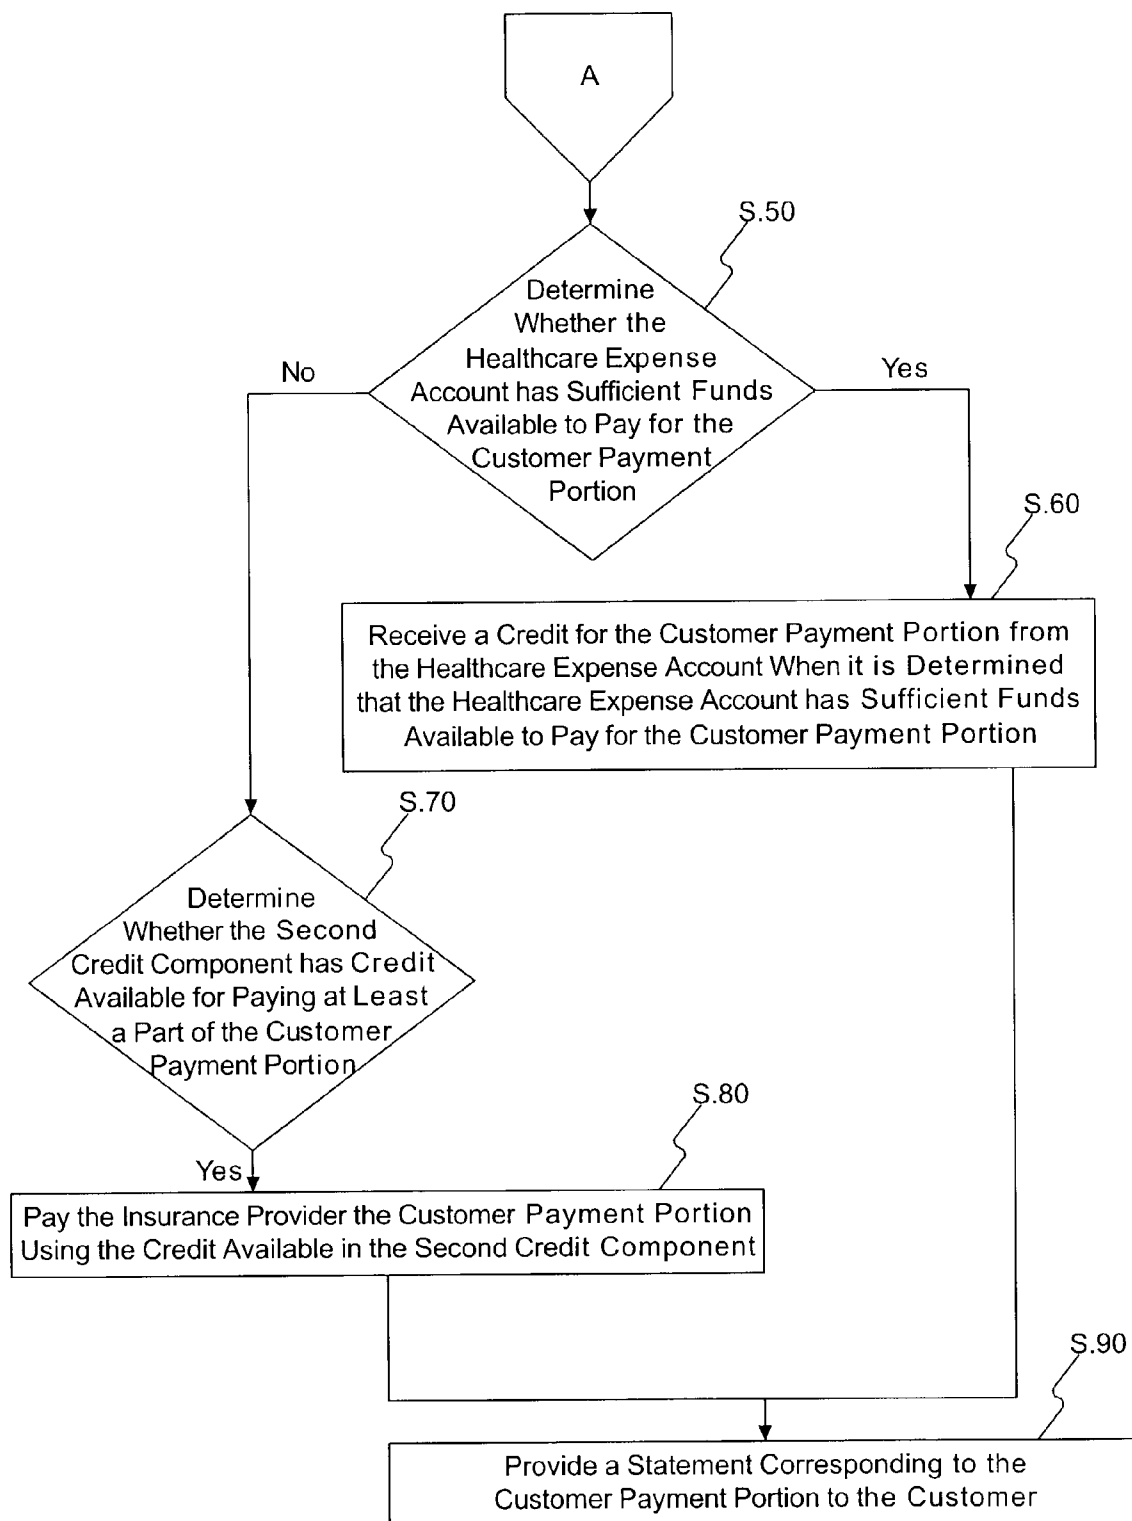 A
S.50
Determine
Whether the
Healthcare Expense
Account has Sufficient Funds
Available to Pay for the
Customer Payment
Portion
No
Yes
S.60
Receive a Credit for the Customer Payment Portion from
the Healthcare Expense Account When it is Determined
that the Healthcare Expense Account has Sufficient Funds
Available to Pay for the Customer Payment Portion
S.70
Determine
Whether the Second
Credit Component has Credit
Available for Paying at Least
a Part of the Customer
Payment Portion
Yes
S.80
Pay the Insurance Provider the Customer Payment Portion
Using the Credit Available in the Second Credit Component
S.90
Provide a Statement Corresponding to the
Customer Payment Portion to the Customer